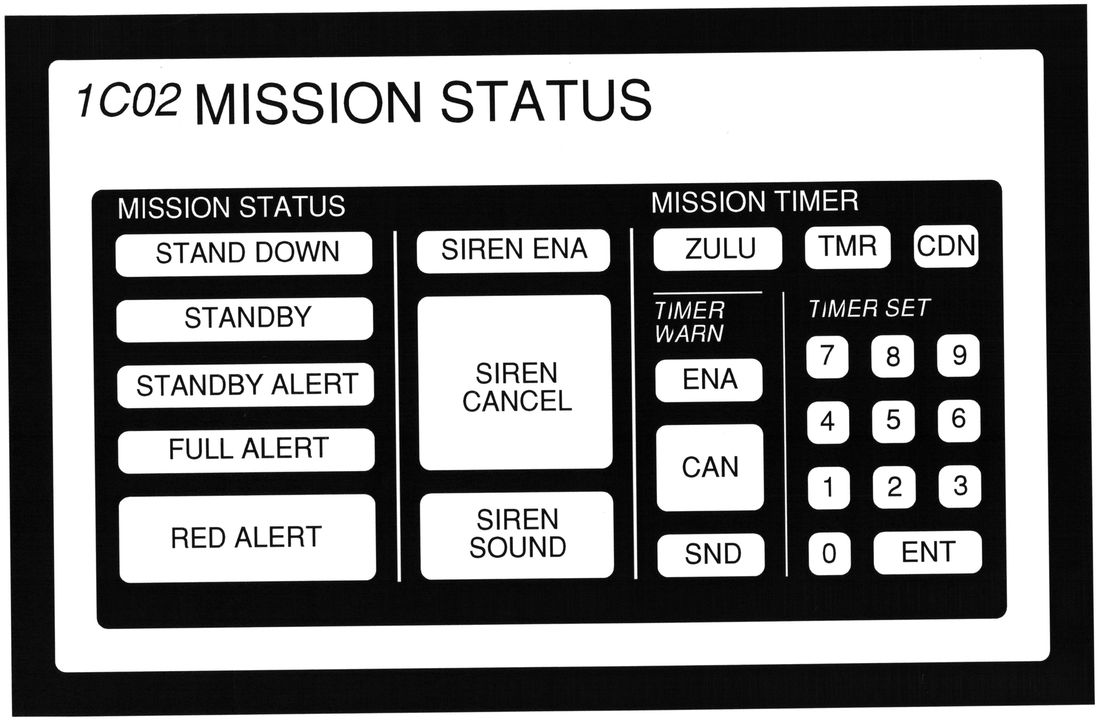 1C02 MISSION STATUS
MISSION STATUS
STAND DOWN
STANDBY
STANDBY ALERT
FULL ALERT
RED ALERT
SIREN ENA
SIREN
CANCEL
SIREN
SOUND
MISSION TIMER
ZULU TMR CDN
TIMER
WARN
ENA
CAN
SND
TIMER SET
7 8 9
4 5 6
1 2 3
0 ENT